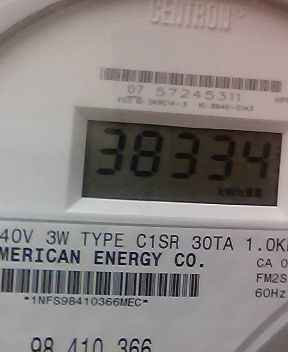 CENTRON®
07 57245311
38334
kWh
40V 3W TYPE C1SR 30TA 1.0K
MERICAN ENERGY CO.
CA 0
FM2S
60Hz
*1NFS98410366MEC*
98 410 366